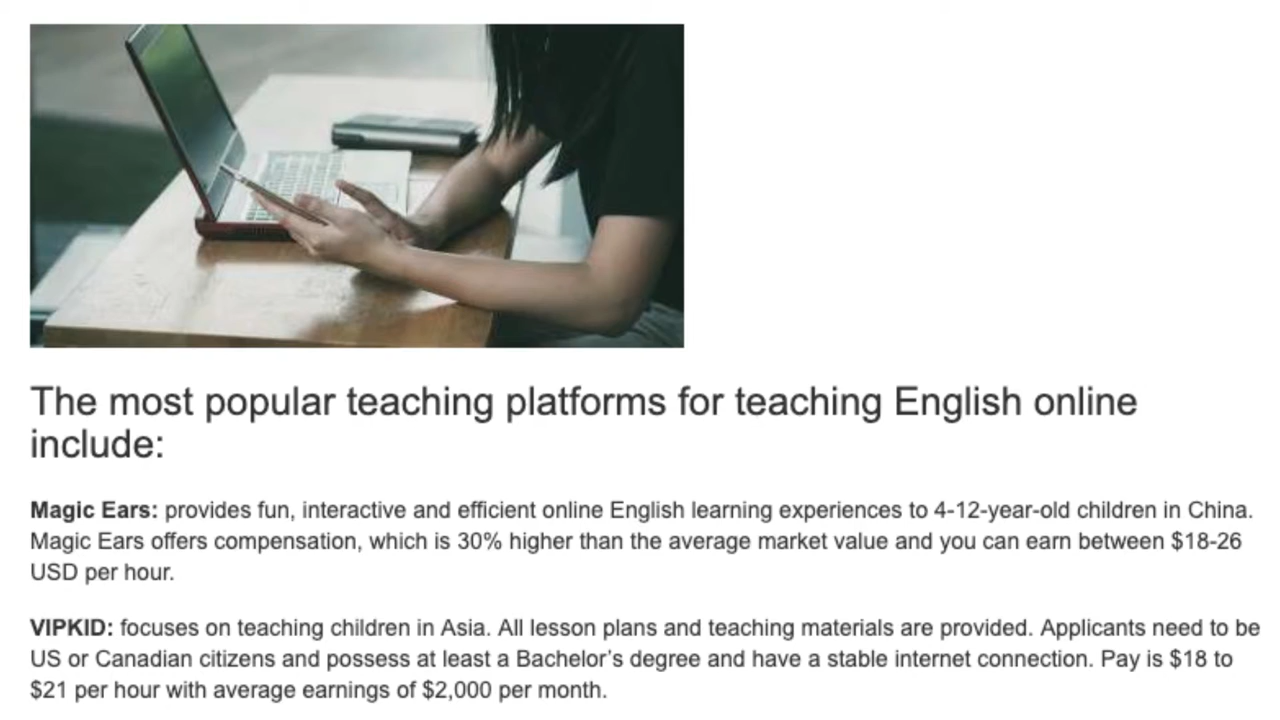 The most popular teaching platforms for teaching English online
include:
Magic Ears: provides fun, interactive and efficient online English learning experiences to 4-12-year-old children in China.
Magic Ears offers compensation, which is 30% higher than the average market value and you can earn between $18-26
USD per hour.
VIPKID: focuses on teaching children in Asia. All lesson plans and teaching materials are provided. Applicants need to be
US or Canadian citizens and possess at least a Bachelor’s degree and have a stable internet connection. Pay is $18 to
$21 per hour with average earnings of $2,000 per month.